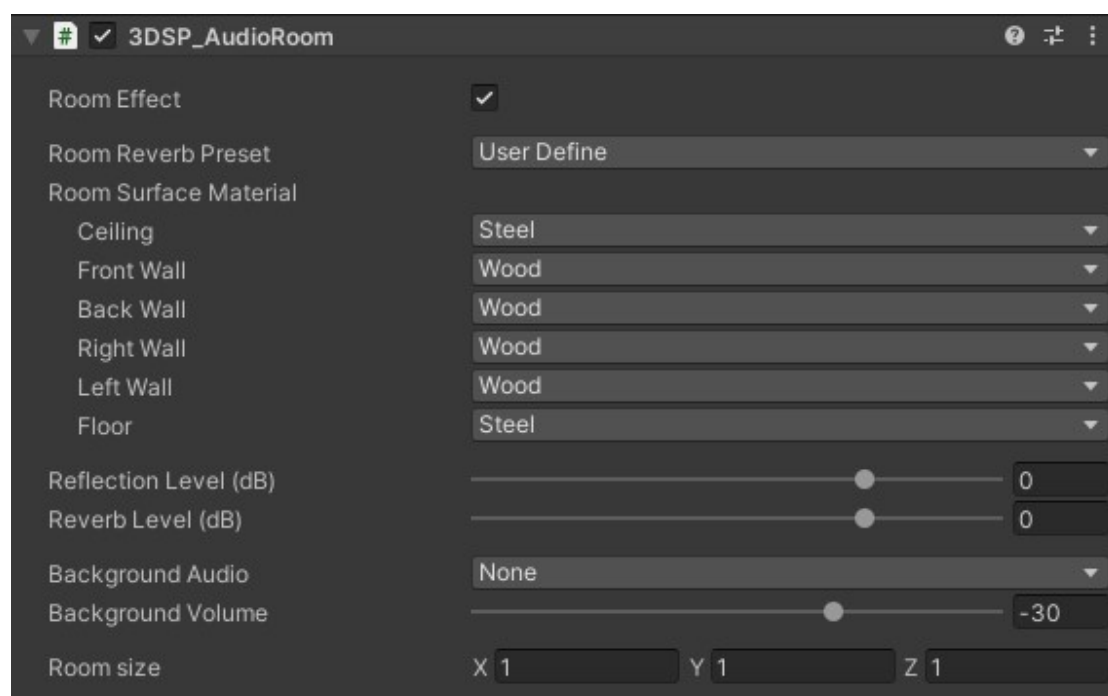 # 3DSP_AudioRoom ?
Room Effect
Room Reverb Preset User Define
Room Surface Material
Ceiling Steel
Front Wall Wood
Back Wall Wood
Right Wall Wood
Left Wall Wood
Floor Steel
Reflection Level (dB) 0
Reverb Level (dB) 0
Background Audio None
Background Volume -30
Room size X 1 Y 1 Z 1